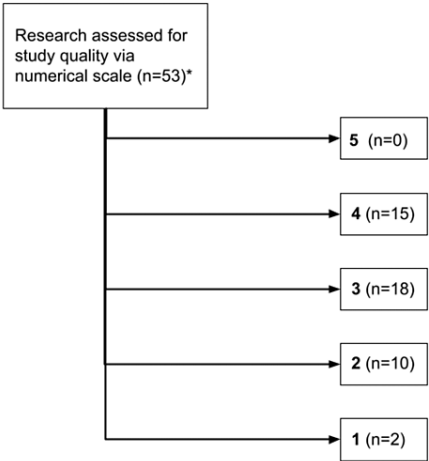 Research assessed for
study quality via
numerical scale (n=53)*
5 (n=0)
4 (n=15)
3 (n=18)
2 (n=10)
1 (n=2)